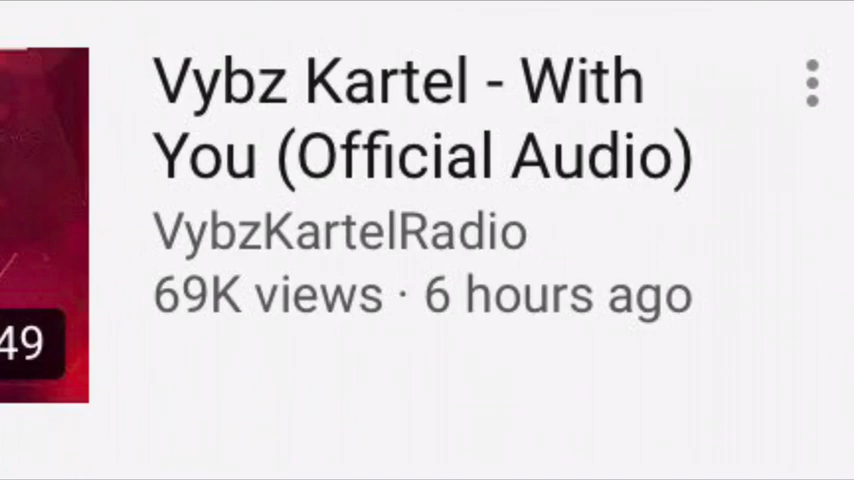 Vybz Kartel - With
You (Official Audio)
VybzKartelRadio
69K views · 6 hours ago
49